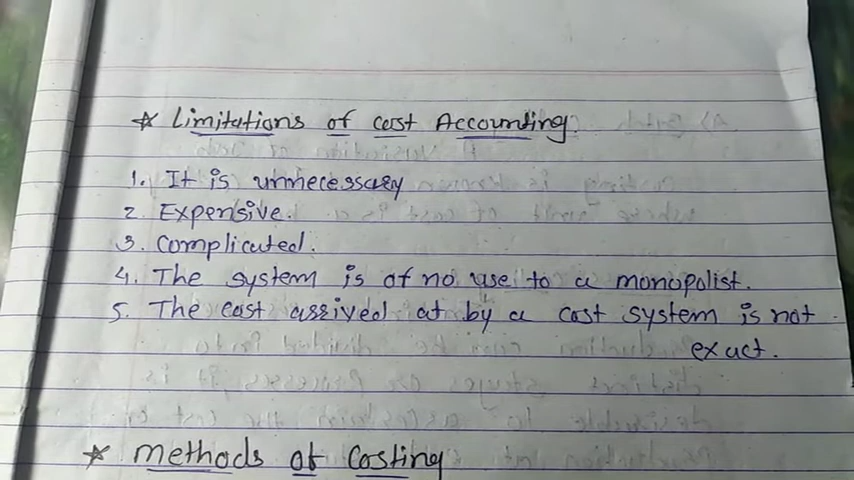 ☆ Limitations of cost Accounting.
1. It is unnecessary
2. Expensive.
3. Complicated.
4. The system is of no use to a monopolist.
5. The cost assived at by a cost system is not
exact.
☆ methods of Costing